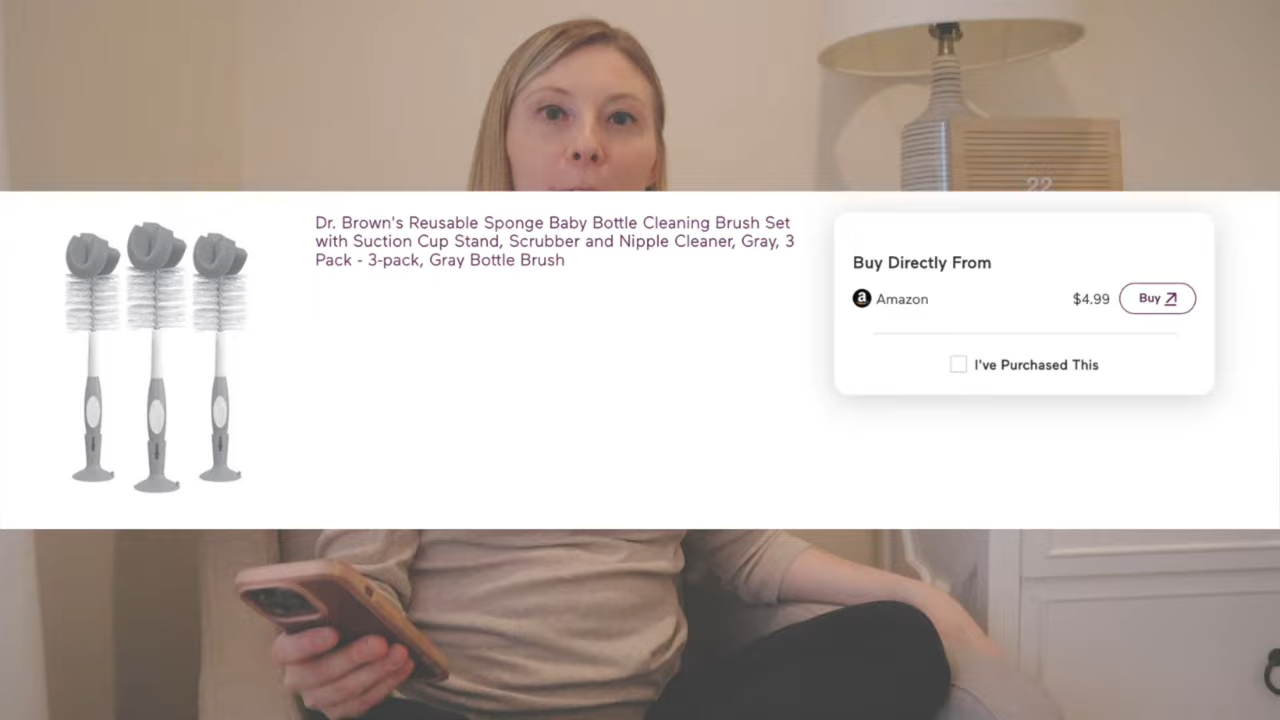 22
Dr. Brown's Reusable Sponge Baby Bottle Cleaning Brush Set
with Suction Cup Stand, Scrubber and Nipple Cleaner, Gray, 3
Pack - 3-pack, Gray Bottle Brush
Buy Directly From
a Amazon $4.99 Buy
I've Purchased This